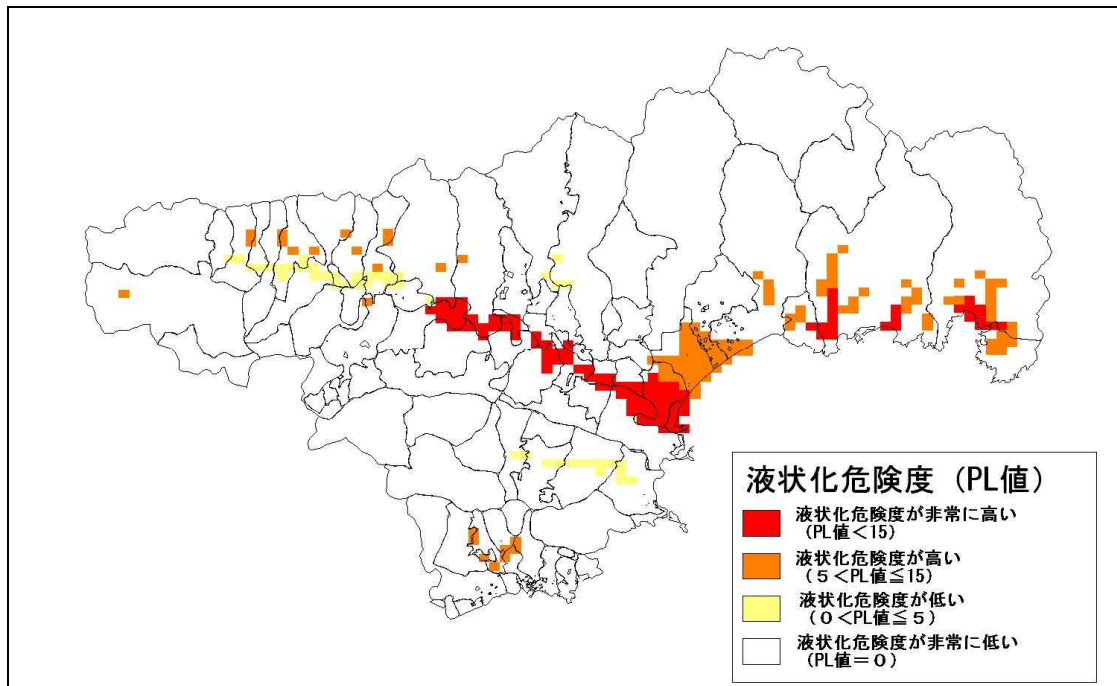 液状化危険度（PL値）
液状化危険度が非常に高い
（PL値＜15）
液状化危険度が高い
（５＜PL値≦15）
液状化危険度が低い
（０＜PL値≦５）
液状化危険度が非常に低い
（PL値＝０）